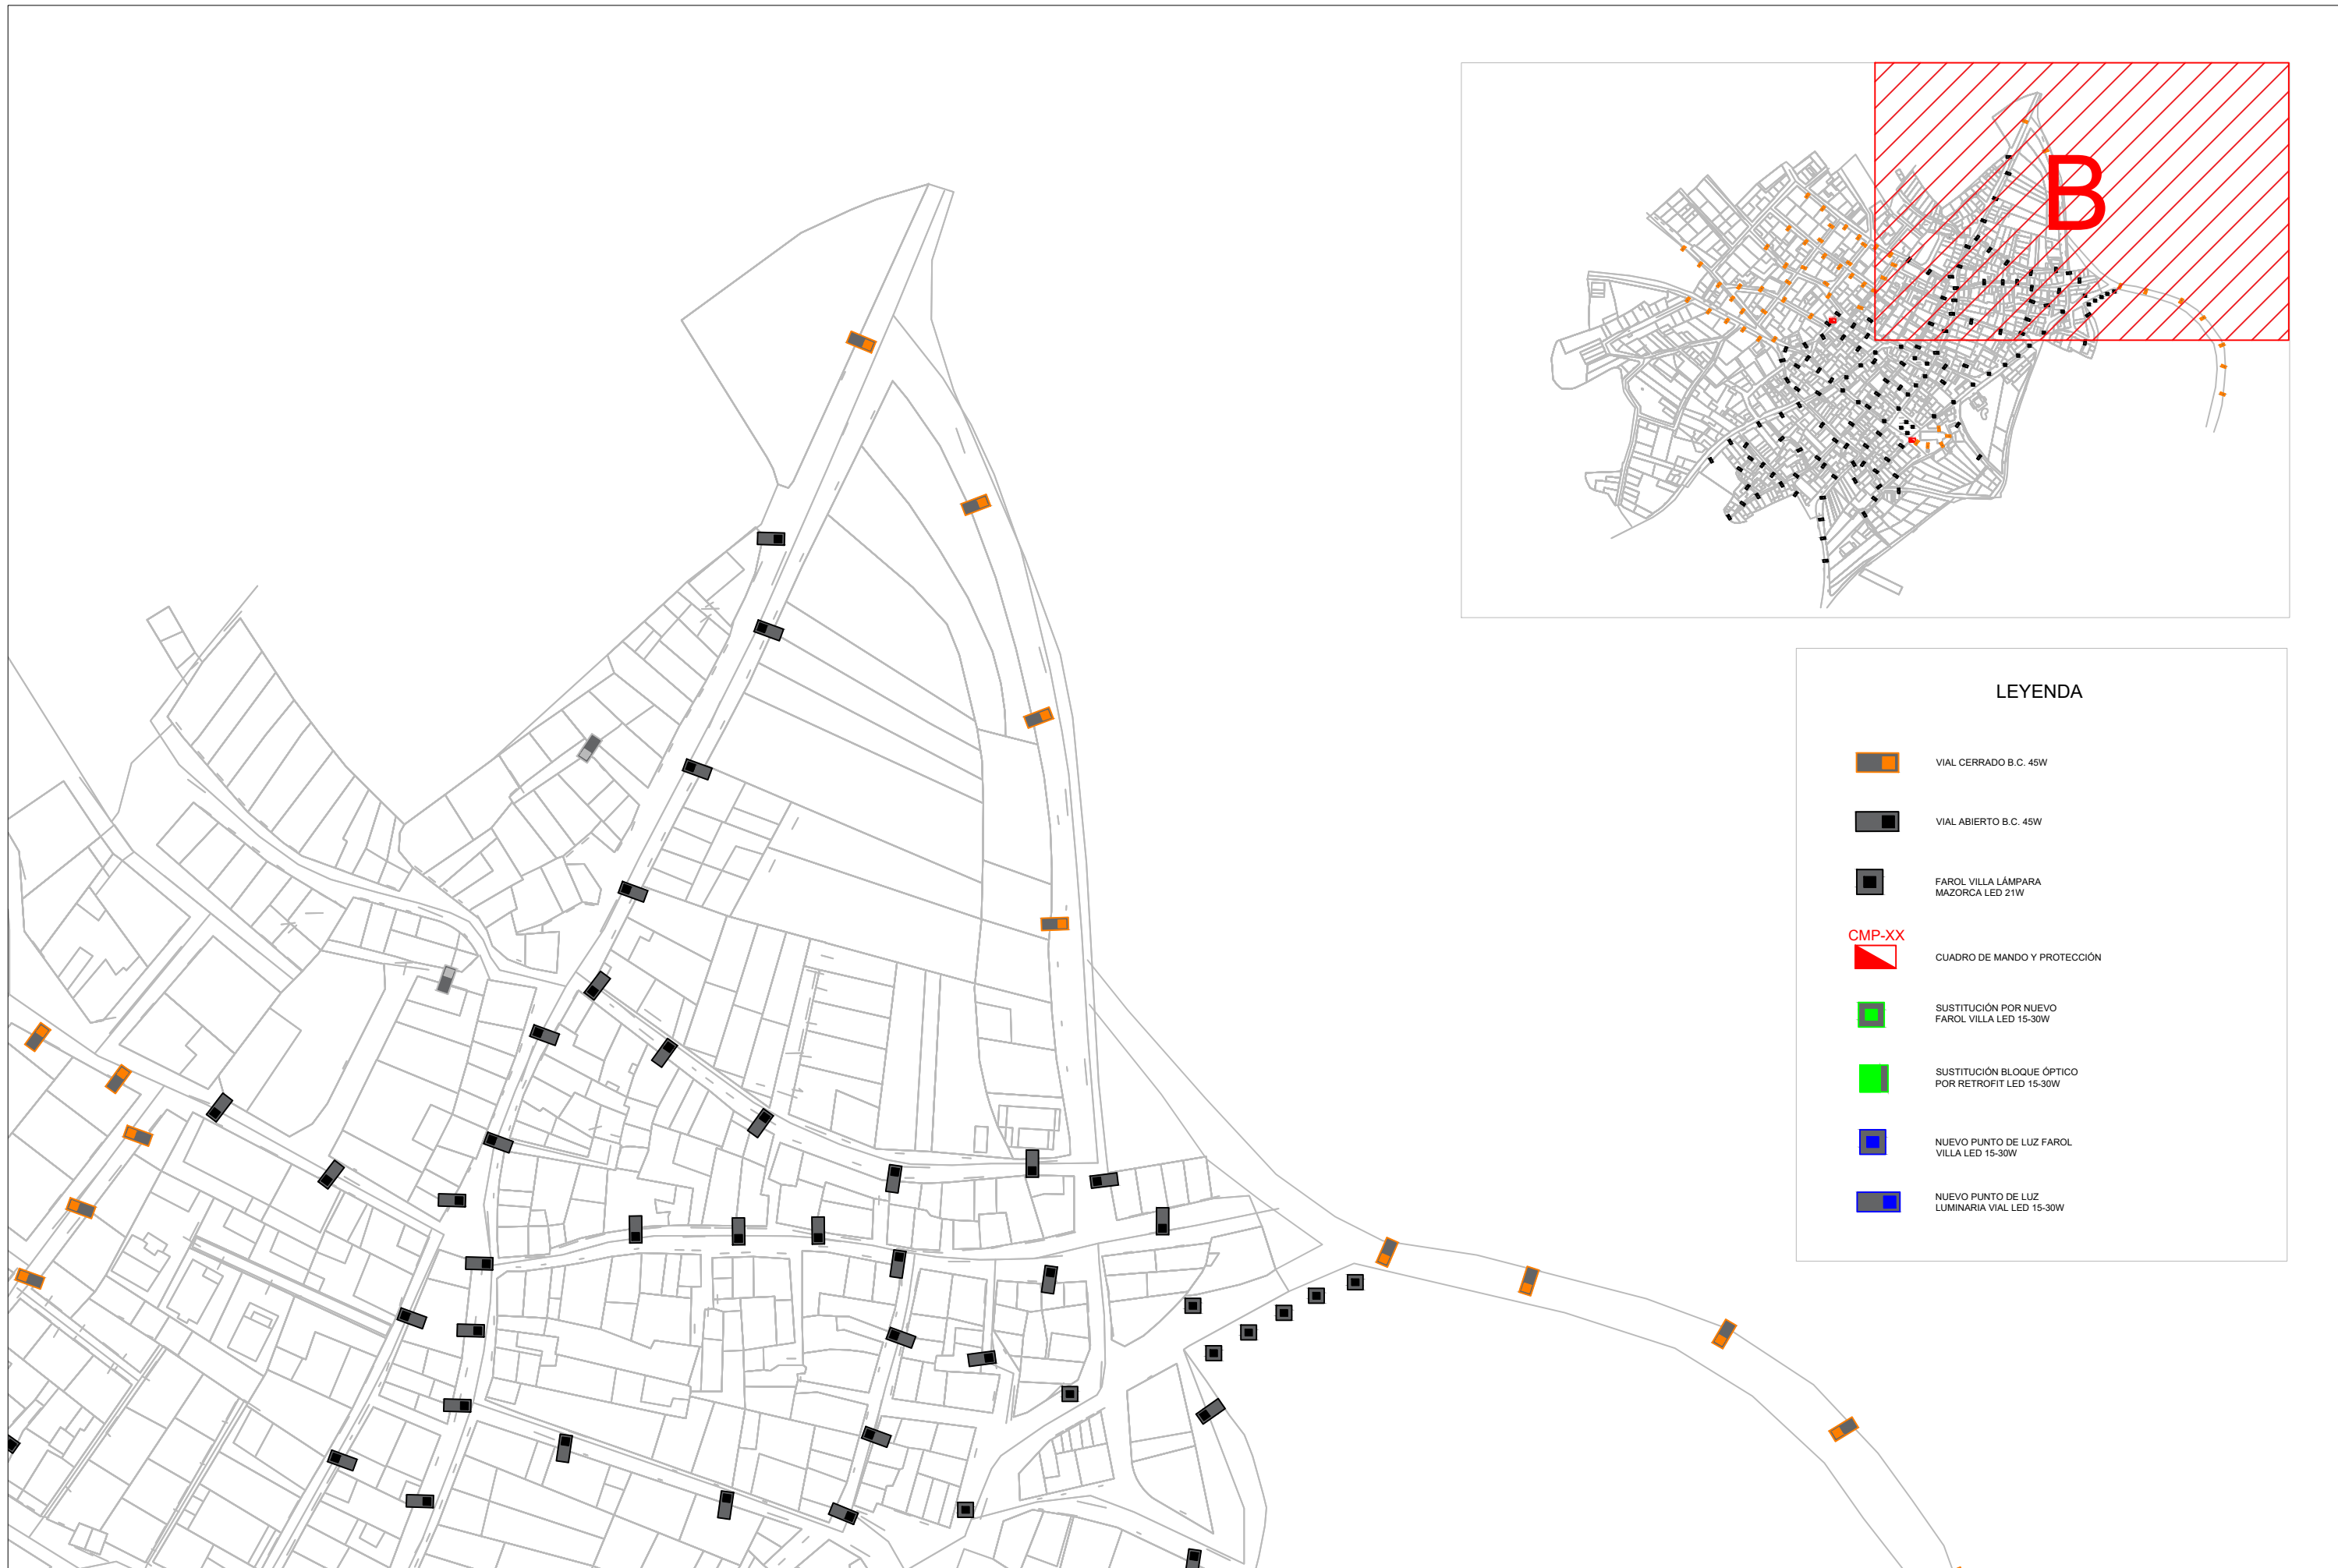 B
LEYENDA
VIAL CERRADO B.C. 45W
VIAL ABIERTO B.C. 45W
FAROL VILLA LÁMPARA
MAZORCA LED 21W
CMP-XX
CUADRO DE MANDO Y PROTECCIÓN
SUSTITUCIÓN POR NUEVO
FAROL VILLA LED 15-30W
SUSTITUCIÓN BLOQUE ÓPTICO
POR RETROFIT LED 15-30W
NUEVO PUNTO DE LUZ FAROL
VILLA LED 15-30W
NUEVO PUNTO DE LUZ
LUMINARIA VIAL LED 15-30W